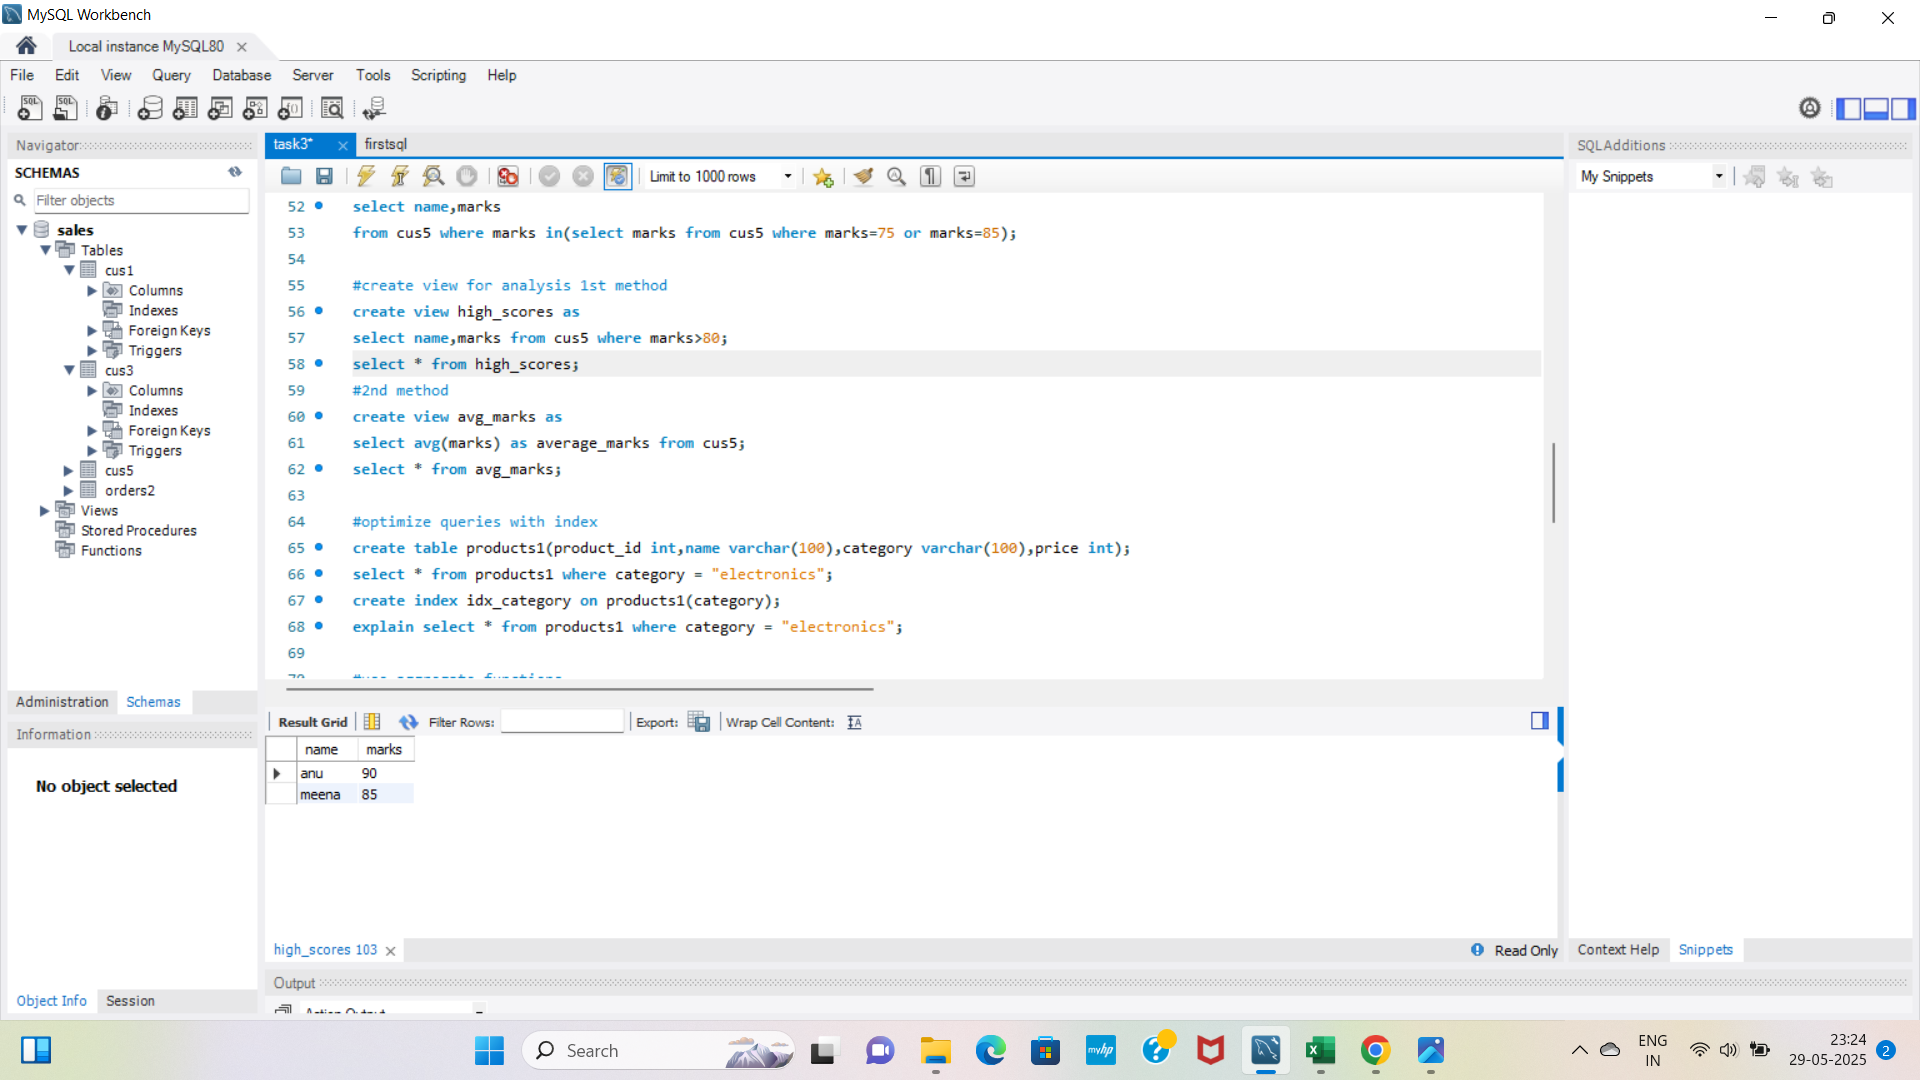 MySQL Workbench
Local instance MySQL80
File Edit View Query Database Server Tools Scripting Help
Navigator
SCHEMAS
Filter objects
sales
Tables
cus1
Columns
Indexes
Foreign Keys
Triggers
cus3
Columns
Indexes
Foreign Keys
Triggers
cus5
orders2
Views
Stored Procedures
Functions
Administration Schemas
Information
No object selected
Object Info Session
task3* firstsql
Limit to 1000 rows
52 select name,marks
53 from cus5 where marks in(select marks from cus5 where marks=75 or marks=85);
54
55 #create view for analysis 1st method
56 create view high_scores as
57 select name,marks from cus5 where marks>80;
58 select * from high_scores;
59 #2nd method
60 create view avg_marks as
61 select avg(marks) as average_marks from cus5;
62 select * from avg_marks;
63
64 #optimize queries with index
65 create table products1(product_id int,name varchar(100),category varchar(100),price int);
66 select * from products1 where category = "electronics";
67 create index idx_category on products1(category);
68 explain select * from products1 where category = "electronics";
69
70 #use aggregate functions
Result Grid Filter Rows: Export: Wrap Cell Content:
name marks
anu 90
meena 85
high_scores 103
Read Only
Output
Action Output
SQLAdditions
My Snippets
Context Help Snippets
Search
myhp
ENG
IN
23:24
29-05-2025
2